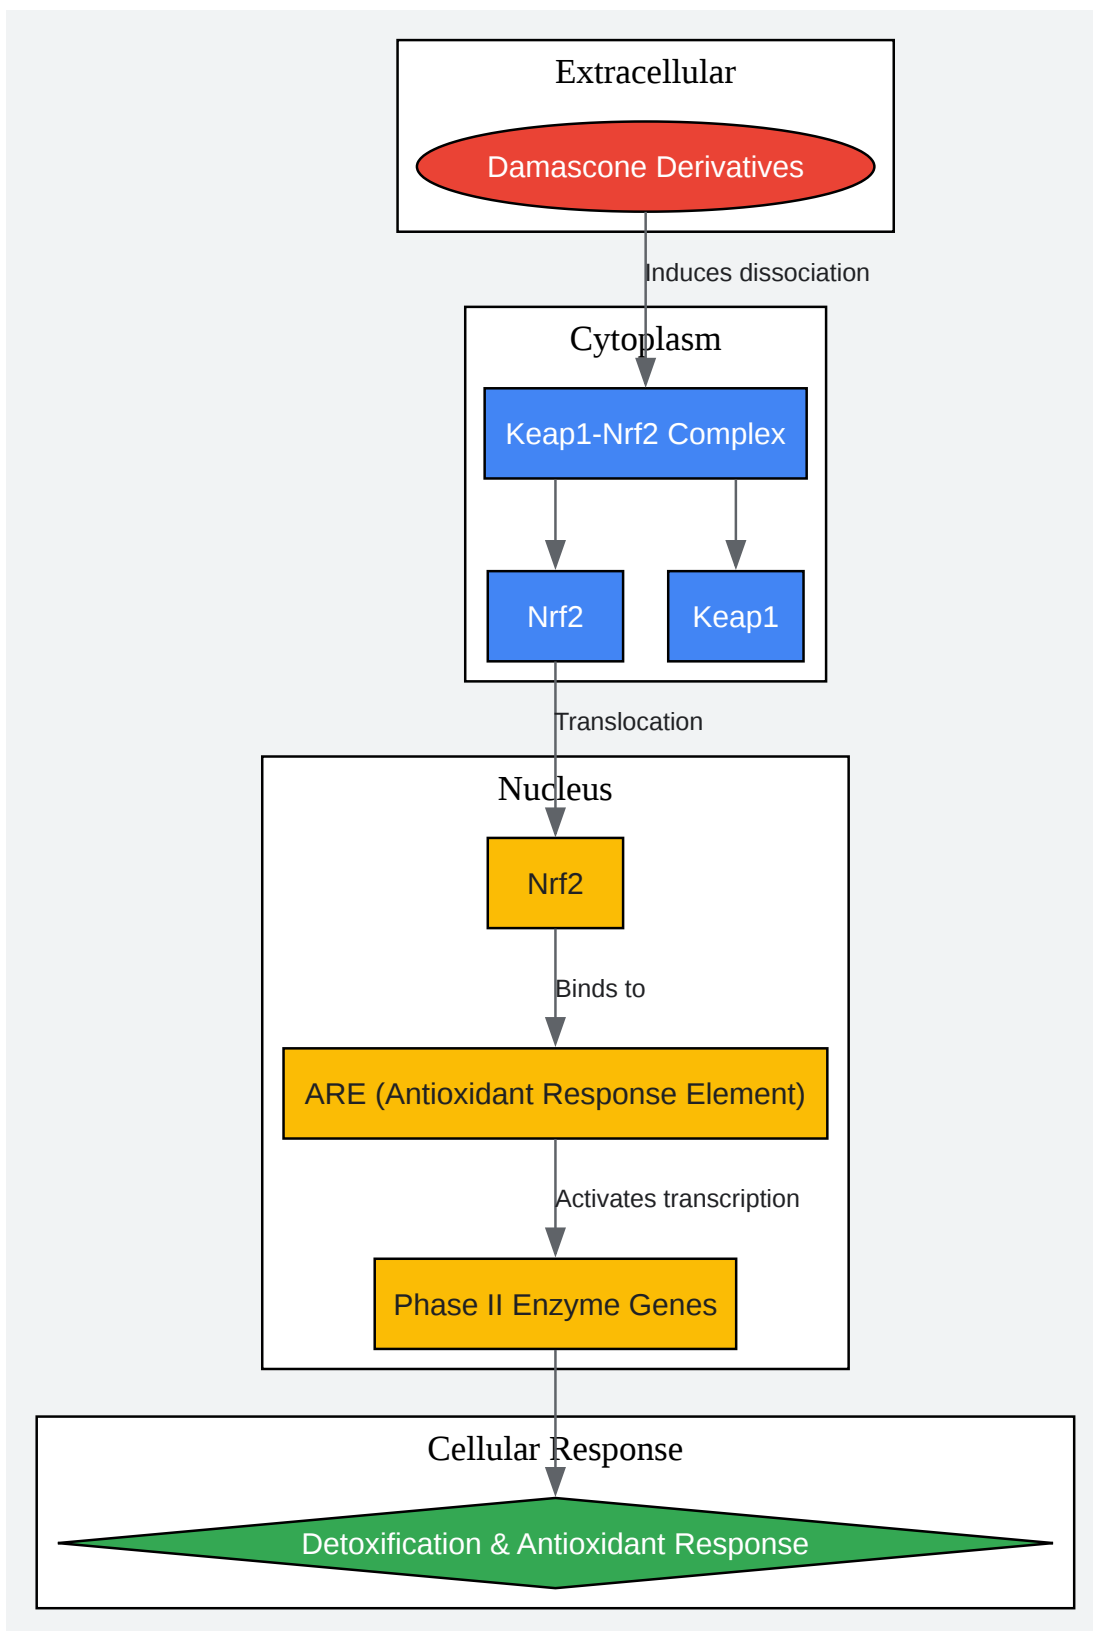 Extracellular
Damascone Derivatives
Induces dissociation
Cytoplasm
Keap1-Nrf2 Complex
Nrf2
Keap1
Translocation
Nucleus
Nrf2
Binds to
ARE (Antioxidant Response Element)
Activates transcription
Phase II Enzyme Genes
Cellular Response
Detoxification & Antioxidant Response